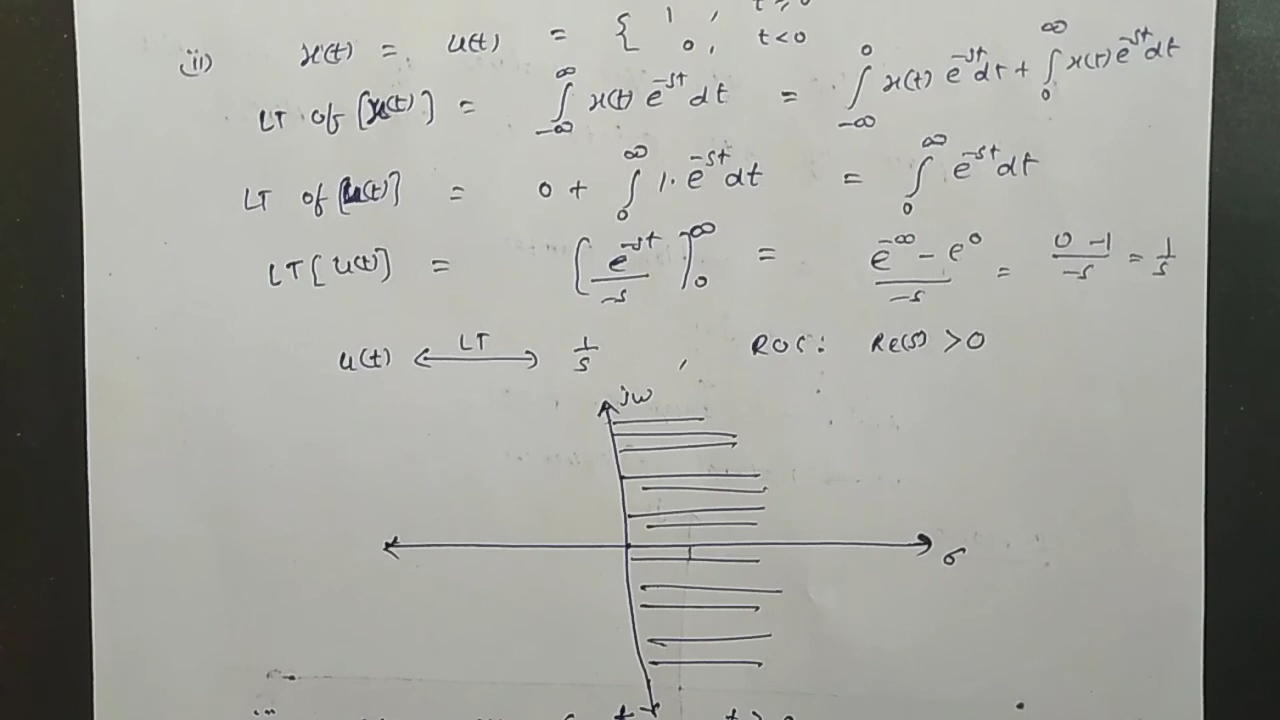 (ii) x(t) = u(t) = { 1, t≥0
0, t<0
LT of [x(t)] = ∫_{-∞}^{∞} x(t) e^{-st} dt = ∫_{-∞}^{0} x(t) e^{-st} dt + ∫_{0}^{∞} x(t) e^{-st} dt
LT of [u(t)] = 0 + ∫_{0}^{∞} 1. e^{-st} dt = ∫_{0}^{∞} e^{-st} dt
LT [u(t)] = [e^{-st}/-s]_{0}^{∞} = (e^{-∞} - e^{0})/-s = (0 - 1)/-s = 1/s
u(t) ⟷^{LT} 1/s , ROC: Re(s) > 0
jω
σ